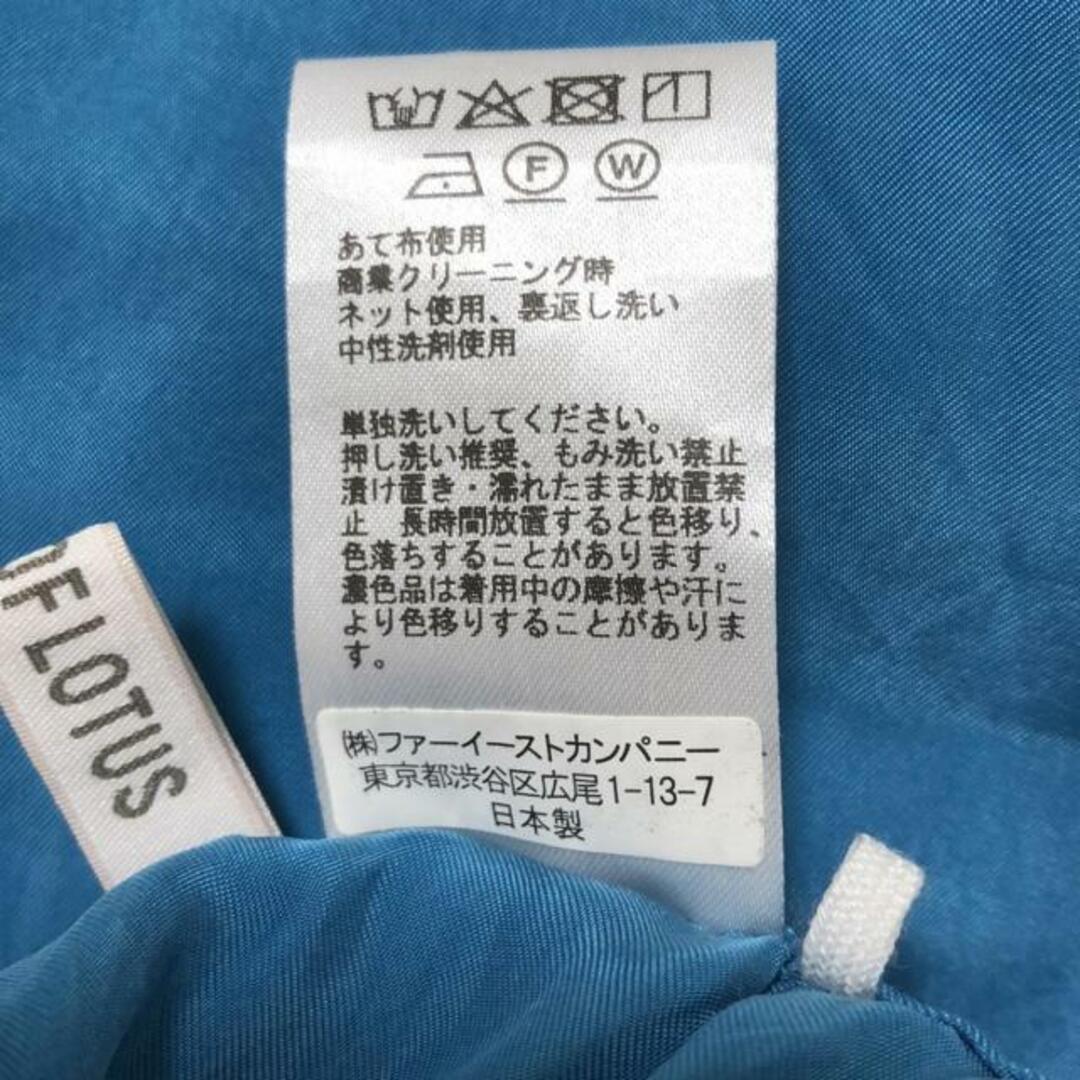 F
W
あて布使用
商業クリーニング時
ネット使用、裏返し洗い
中性洗剤使用
単独洗いしてください。
押し洗い推奨、もみ洗い禁止
漬け置き・濡れたまま放置禁
止 長時間放置すると色移り、
色落ちすることがあります。
濃色品は着用中の摩擦や汗に
より色移りすることがありま
す。
㈱ファーイーストカンパニー
東京都渋谷区広尾1-13-7
日本製
F LOTUS